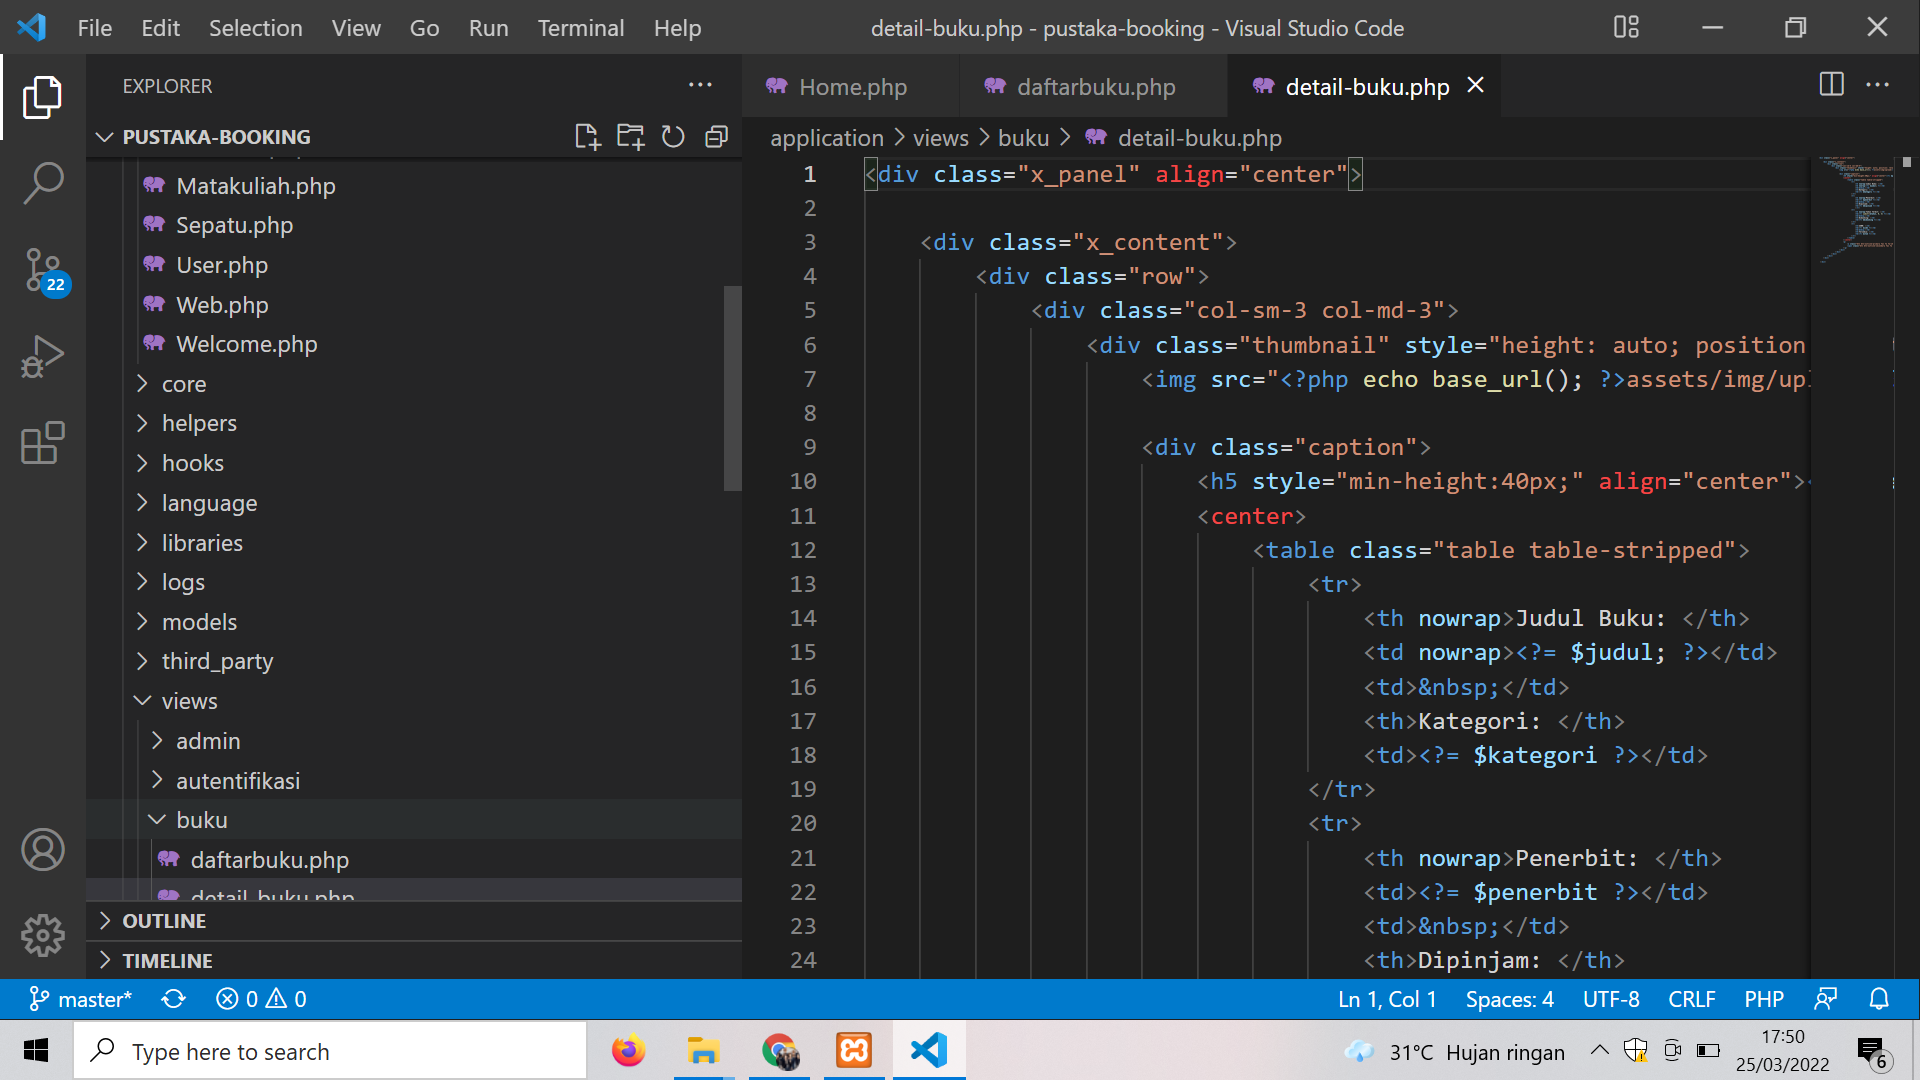 File Edit Selection View Go Run Terminal Help
detail-buku.php - pustaka-booking - Visual Studio Code
EXPLORER
PUSTAKA-BOOKING
Matakuliah.php
Sepatu.php
User.php
Web.php
Welcome.php
core
helpers
hooks
language
libraries
logs
models
third_party
views
admin
autentifikasi
buku
daftarbuku.php
detail-buku.php
OUTLINE
TIMELINE
22
Home.php daftarbuku.php detail-buku.php
application > views > buku > detail-buku.php
1 <div class="x_panel" align="center">
2
3 <div class="x_content">
4 <div class="row">
5 <div class="col-sm-3 col-md-3">
6 <div class="thumbnail" style="height: auto; position
7 <img src="<?php echo base_url(); ?>assets/img/upl
8
9 <div class="caption">
10 <h5 style="min-height:40px;" align="center"><
11 <center>
12 <table class="table table-stripped">
13 <tr>
14 <th nowrap>Judul Buku: </th>
15 <td nowrap><?= $judul; ?></td>
16 <td>&nbsp;</td>
17 <th>Kategori: </th>
18 <td><?= $kategori ?></td>
19 </tr>
20 <tr>
21 <th nowrap>Penerbit: </th>
22 <td><?= $penerbit ?></td>
23 <td>&nbsp;</td>
24 <th>Dipinjam: </th>
master* 0 0
Ln 1, Col 1 Spaces: 4 UTF-8 CRLF PHP
Type here to search
31°C Hujan ringan
17:50
25/03/2022
6